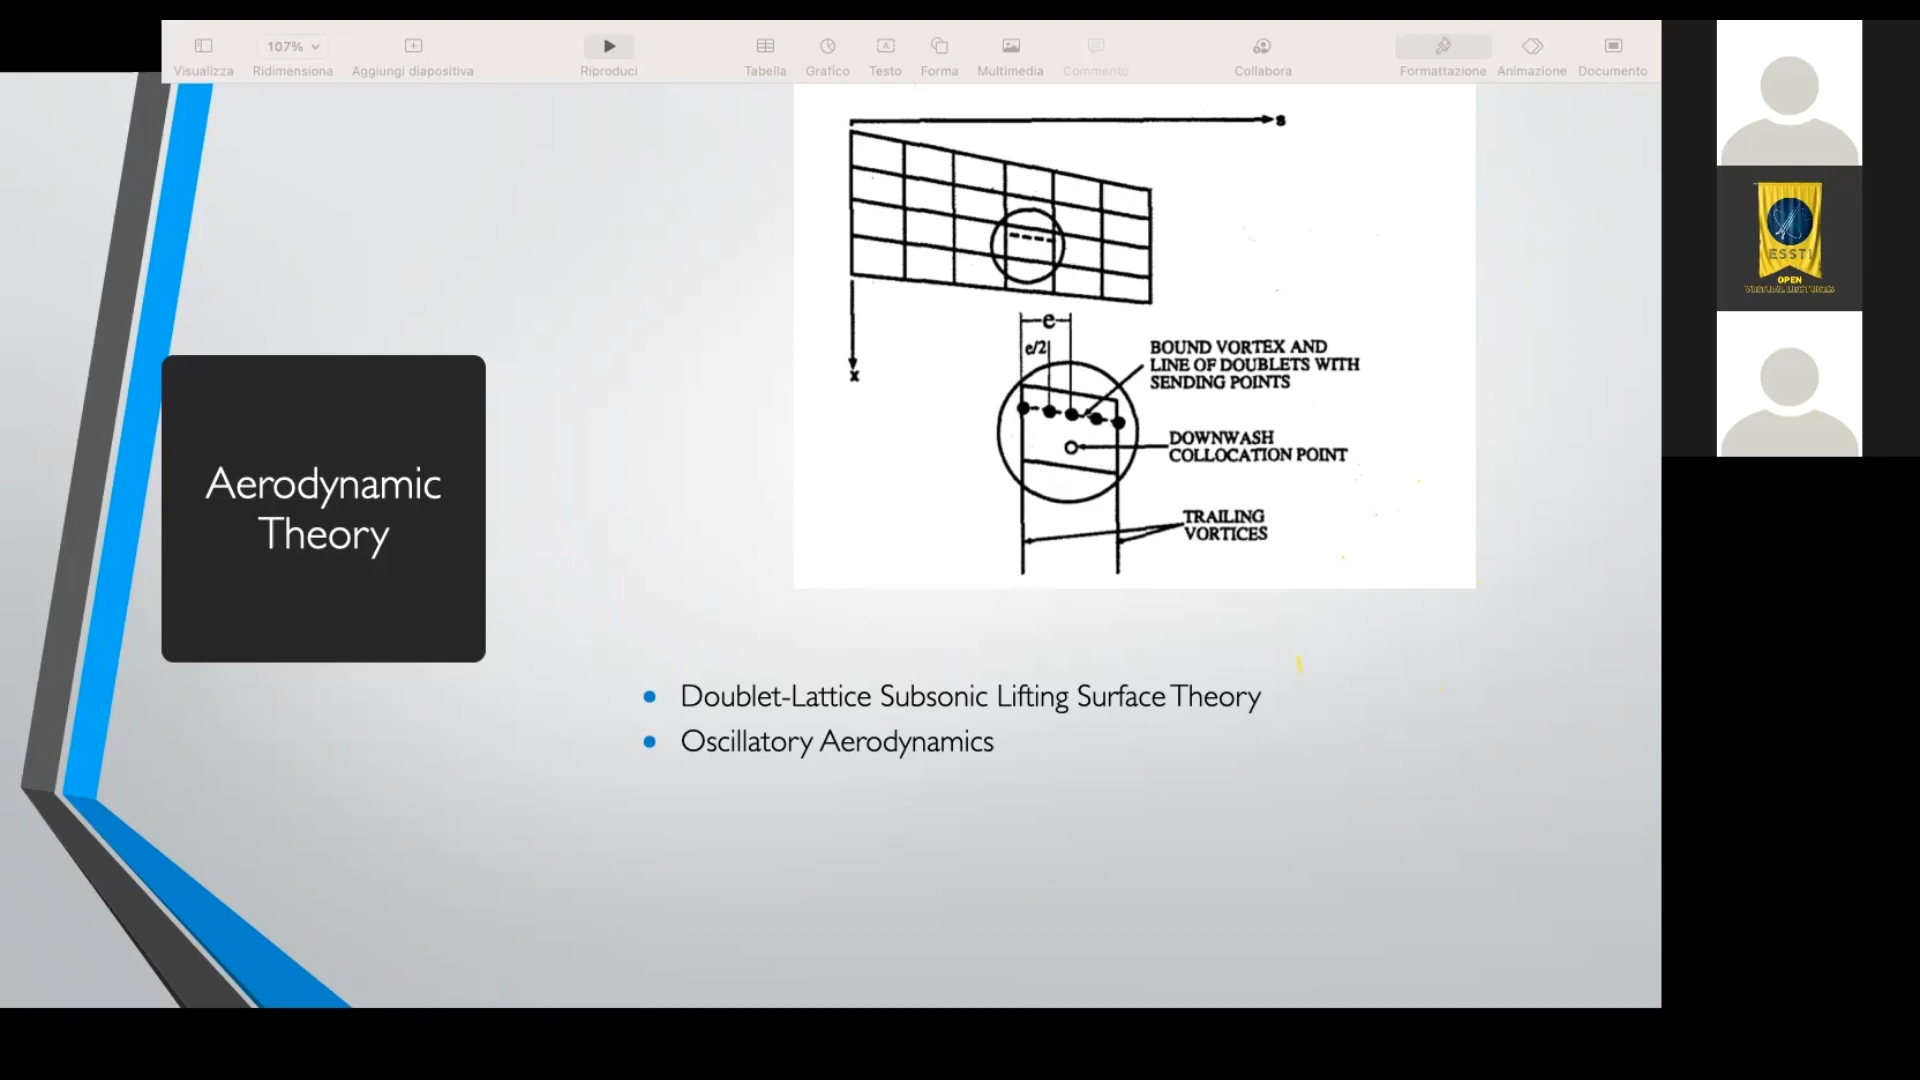 107%
Visualizza
Ridimensiona
Aggiungi diapositiva
Riproduci
Tabella
Grafico
Testo
Forma
Multimedia
Commento
Collabora
Formattazione
Animazione
Documento
s
x
e
e/2
BOUND VORTEX AND
LINE OF DOUBLETS WITH
SENDING POINTS
DOWNWASH
COLLOCATION POINT
TRAILING
VORTICES
Aerodynamic
Theory
• Doublet-Lattice Subsonic Lifting Surface Theory
• Oscillatory Aerodynamics
ESSTI
OPEN
VIRTUAL LECTURES